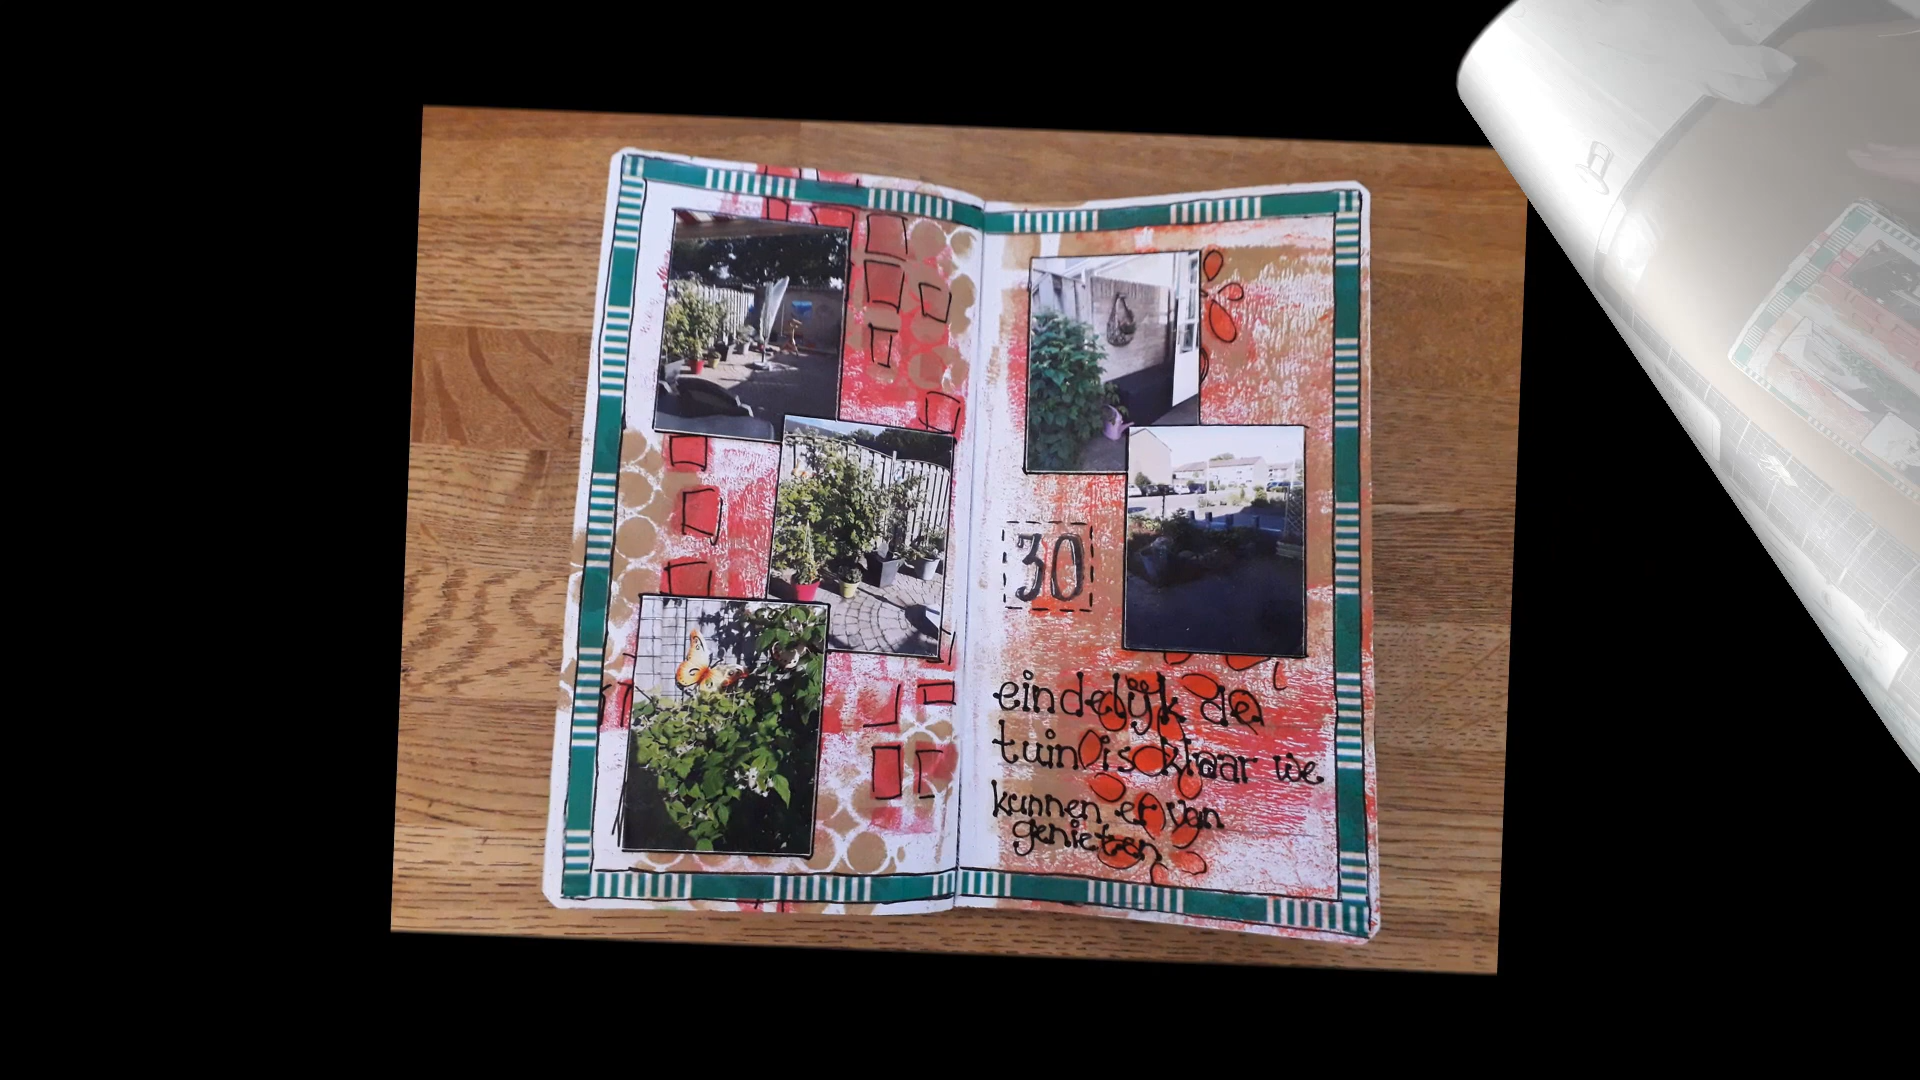 30
eindelijk de
tuin is klaar we
kunnen er van
genieten